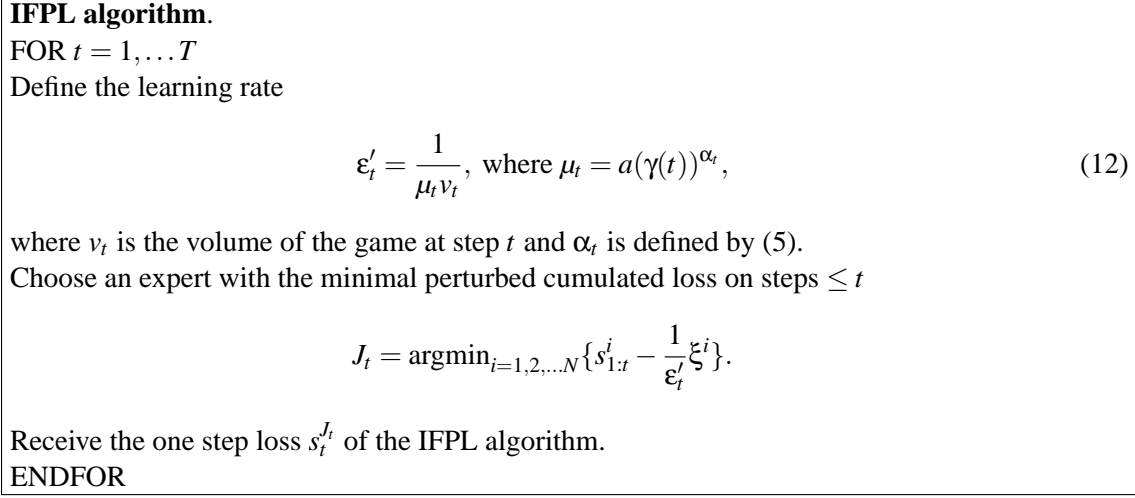 IFPL algorithm.
FOR t = 1,…T
Define the learning rate
ε′_t = 1/(μ_t v_t), where μ_t = a(γ(t))^{α_t}, (12)
where v_t is the volume of the game at step t and α_t is defined by (5).
Choose an expert with the minimal perturbed cumulated loss on steps ≤ t
J_t = argmin_{i=1,2,…N}{s^i_{1:t} − (1/ε′_t)ξ^i}.
Receive the one step loss s_t^{J_t} of the IFPL algorithm.
ENDFOR